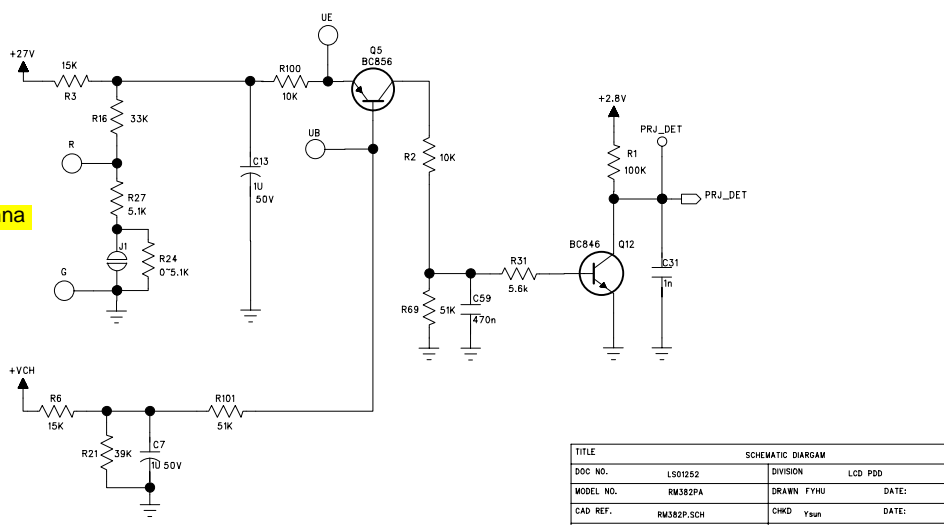 UE
+27V
15K
R3
R100
10K
Q5
BC856
R16
33K
R
UB
C13
1U
50V
R27
5.1K
nna
J1
R24
0~5.1K
G
R2
10K
+2.8V
PRJ_DET
R1
100K
PRJ_DET
BC846
Q12
R31
5.6k
C31
1n
R69
51K
C59
470n
+VCH
R6
15K
R101
51K
R21
39K
C7
1U 50V
TITLE
SCHEMATIC DIARGAM
DOC NO.
LS01252
DIVISION
LCD PDD
MODEL NO.
RM382PA
DRAWN FYHU
DATE:
CAD REF.
RM382P.SCH
CHKD Ysun
DATE: